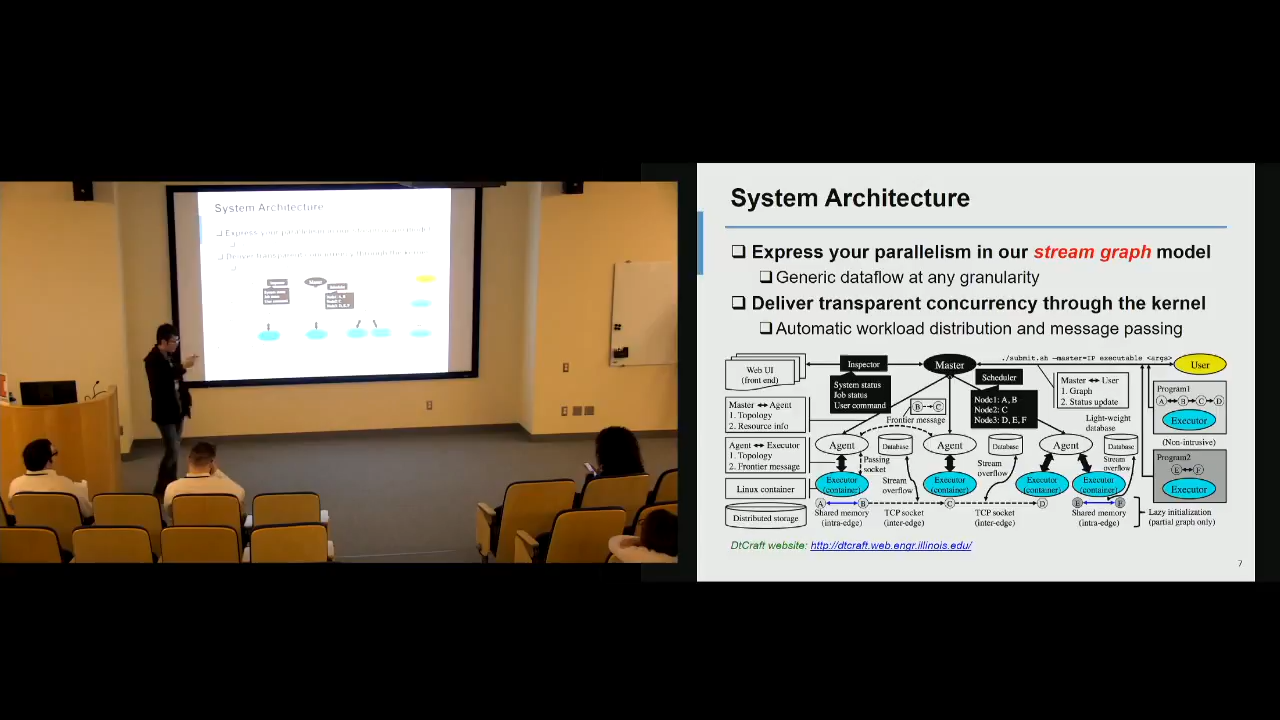 System Architecture
Express your parallelism in our stream graph model
Generic dataflow at any granularity
Deliver transparent concurrency through the kernel
Automatic workload distribution and message passing
Web UI
(front end)
Inspector
System status
Job status
User command
Master
./submit.sh —master=IP executable <args>
User
Scheduler
Node1: A, B
Node2: C
Node3: D, E, F
Master ⇔ User
1. Graph
2. Status update
Program1
A B C D
Executor
(Non-intrusive)
Master ⇔ Agent
1. Topology
2. Resource info
B C
Frontier message
Light-weight
database
Agent ⇔ Executor
1. Topology
2. Frontier message
Agent
Database
Agent
Database
Agent
Database
Passing
socket
Stream
overflow
Stream
overflow
Stream
overflow
Program2
E F
Executor
Linux container
Executor
(container)
Executor
(container)
Executor
(container)
Executor
(container)
Distributed storage
A B C D E F
Shared memory
(intra-edge)
TCP socket
(inter-edge)
TCP socket
(inter-edge)
Shared memory
(intra-edge)
Lazy initialization
(partial graph only)
DtCraft website: http://dtcraft.web.engr.illinois.edu/
7
System Architecture